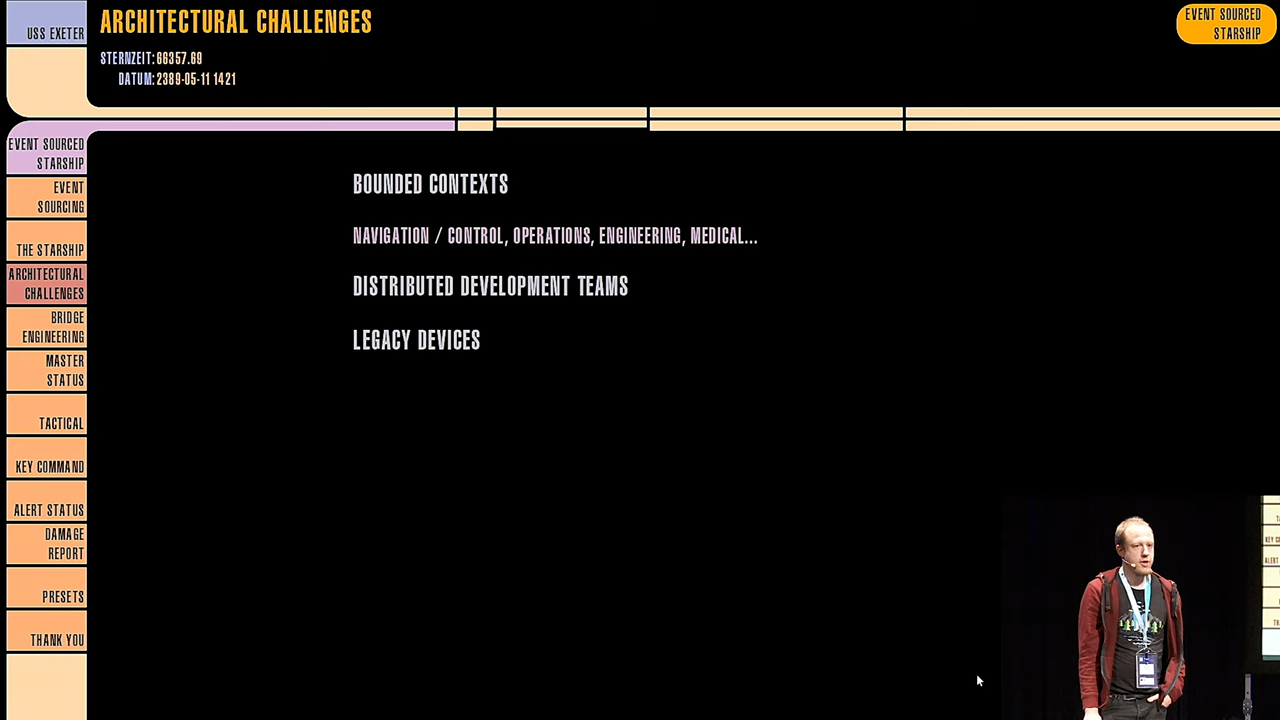 USS EXETER
ARCHITECTURAL CHALLENGES
STERNZEIT: 66357.69
DATUM: 2389-05-11 1421
EVENT SOURCED
STARSHIP
EVENT SOURCED
STARSHIP
EVENT
SOURCING
THE STARSHIP
ARCHITECTURAL
CHALLENGES
BRIDGE
ENGINEERING
MASTER
STATUS
TACTICAL
KEY COMMAND
ALERT STATUS
DAMAGE
REPORT
PRESETS
THANK YOU
BOUNDED CONTEXTS
NAVIGATION / CONTROL, OPERATIONS, ENGINEERING, MEDICAL...
DISTRIBUTED DEVELOPMENT TEAMS
LEGACY DEVICES